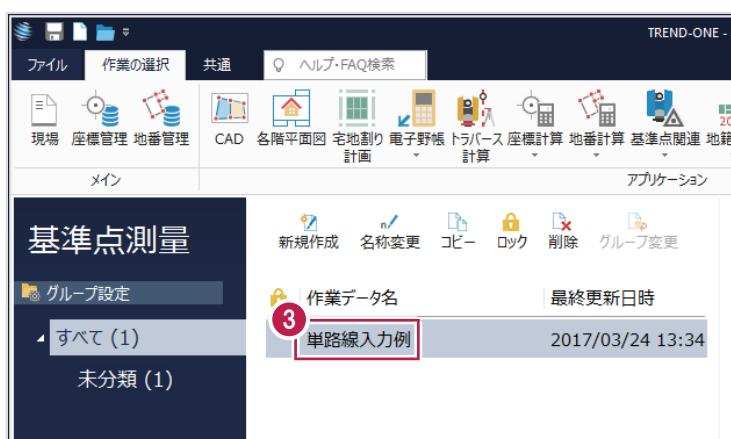 TREND-ONE -
ファイル 作業の選択 共通 ヘルプ・FAQ検索
現場 座標管理 地番管理 CAD 各階平面図 宅地割り計画 電子野帳 トラバース計算 座標計算 地番計算 基準点関連 地籍
メイン アプリケーション
基準点測量
新規作成 名称変更 コピー ロック 削除 グループ変更
グループ設定
作業データ名 最終更新日時
3
すべて (1)
単路線入力例 2017/03/24 13:34
未分類 (1)